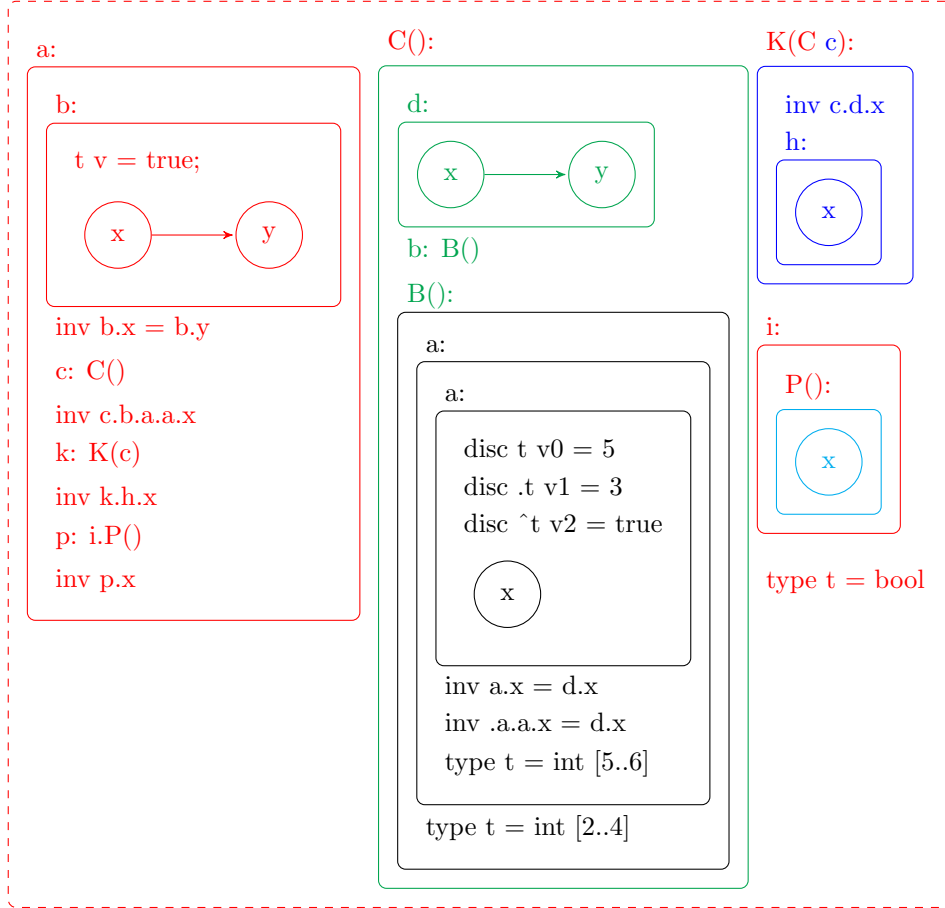 a:
b:
t v = true;
x
y
inv b.x = b.y
c: C()
inv c.b.a.a.x
k: K(c)
inv k.h.x
p: i.P()
inv p.x
C():
d:
x
y
b: B()
B():
a:
a:
disc t v0 = 5
disc .t v1 = 3
disc ^t v2 = true
x
inv a.x = d.x
inv .a.a.x = d.x
type t = int [5..6]
type t = int [2..4]
K(C c):
inv c.d.x
h:
x
i:
P():
x
type t = bool